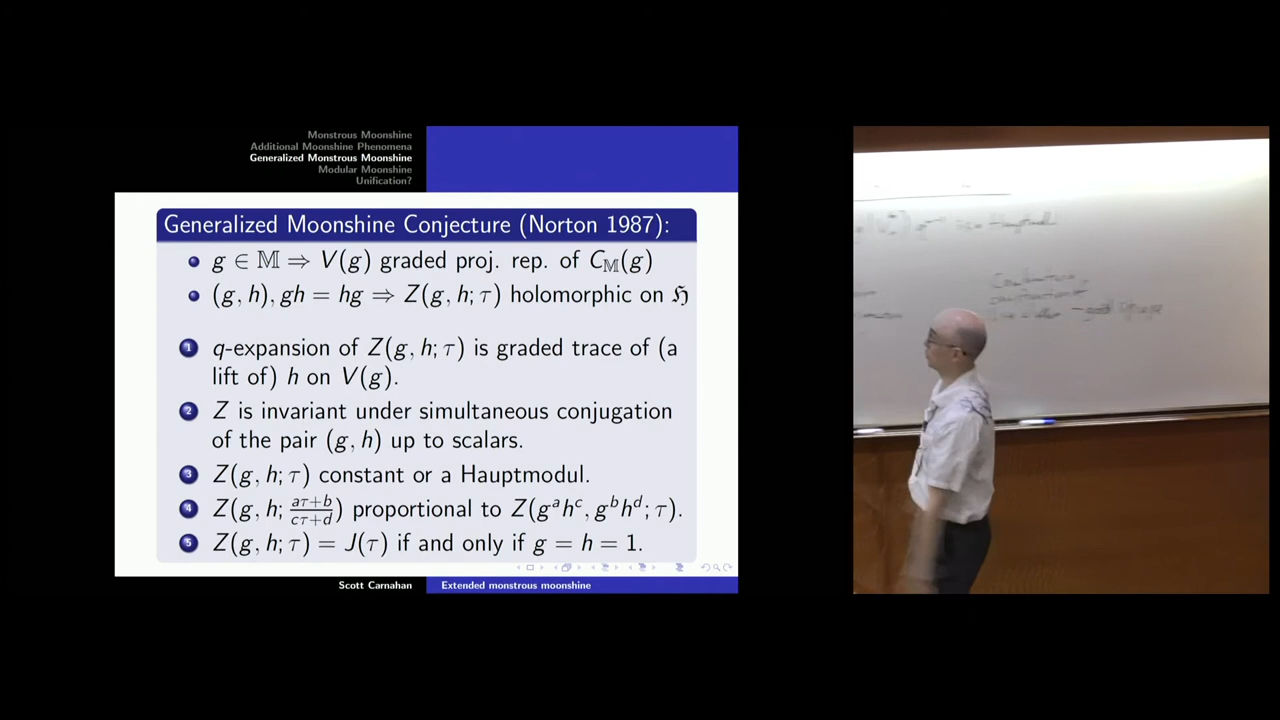 Monstrous Moonshine
Additional Moonshine Phenomena
Generalized Monstrous Moonshine
Modular Moonshine
Unification?
Generalized Moonshine Conjecture (Norton 1987):
• g ∈ 𝕄 ⇒ V(g) graded proj. rep. of C_𝕄(g)
• (g, h), gh = hg ⇒ Z(g, h; τ) holomorphic on ℌ
1 q-expansion of Z(g, h; τ) is graded trace of (a
lift of) h on V(g).
2 Z is invariant under simultaneous conjugation
of the pair (g, h) up to scalars.
3 Z(g, h; τ) constant or a Hauptmodul.
4 Z(g, h; \frac{aτ+b}{cτ+d}) proportional to Z(g^a h^c, g^b h^d; τ).
5 Z(g, h; τ) = J(τ) if and only if g = h = 1.
Scott Carnahan
Extended monstrous moonshine